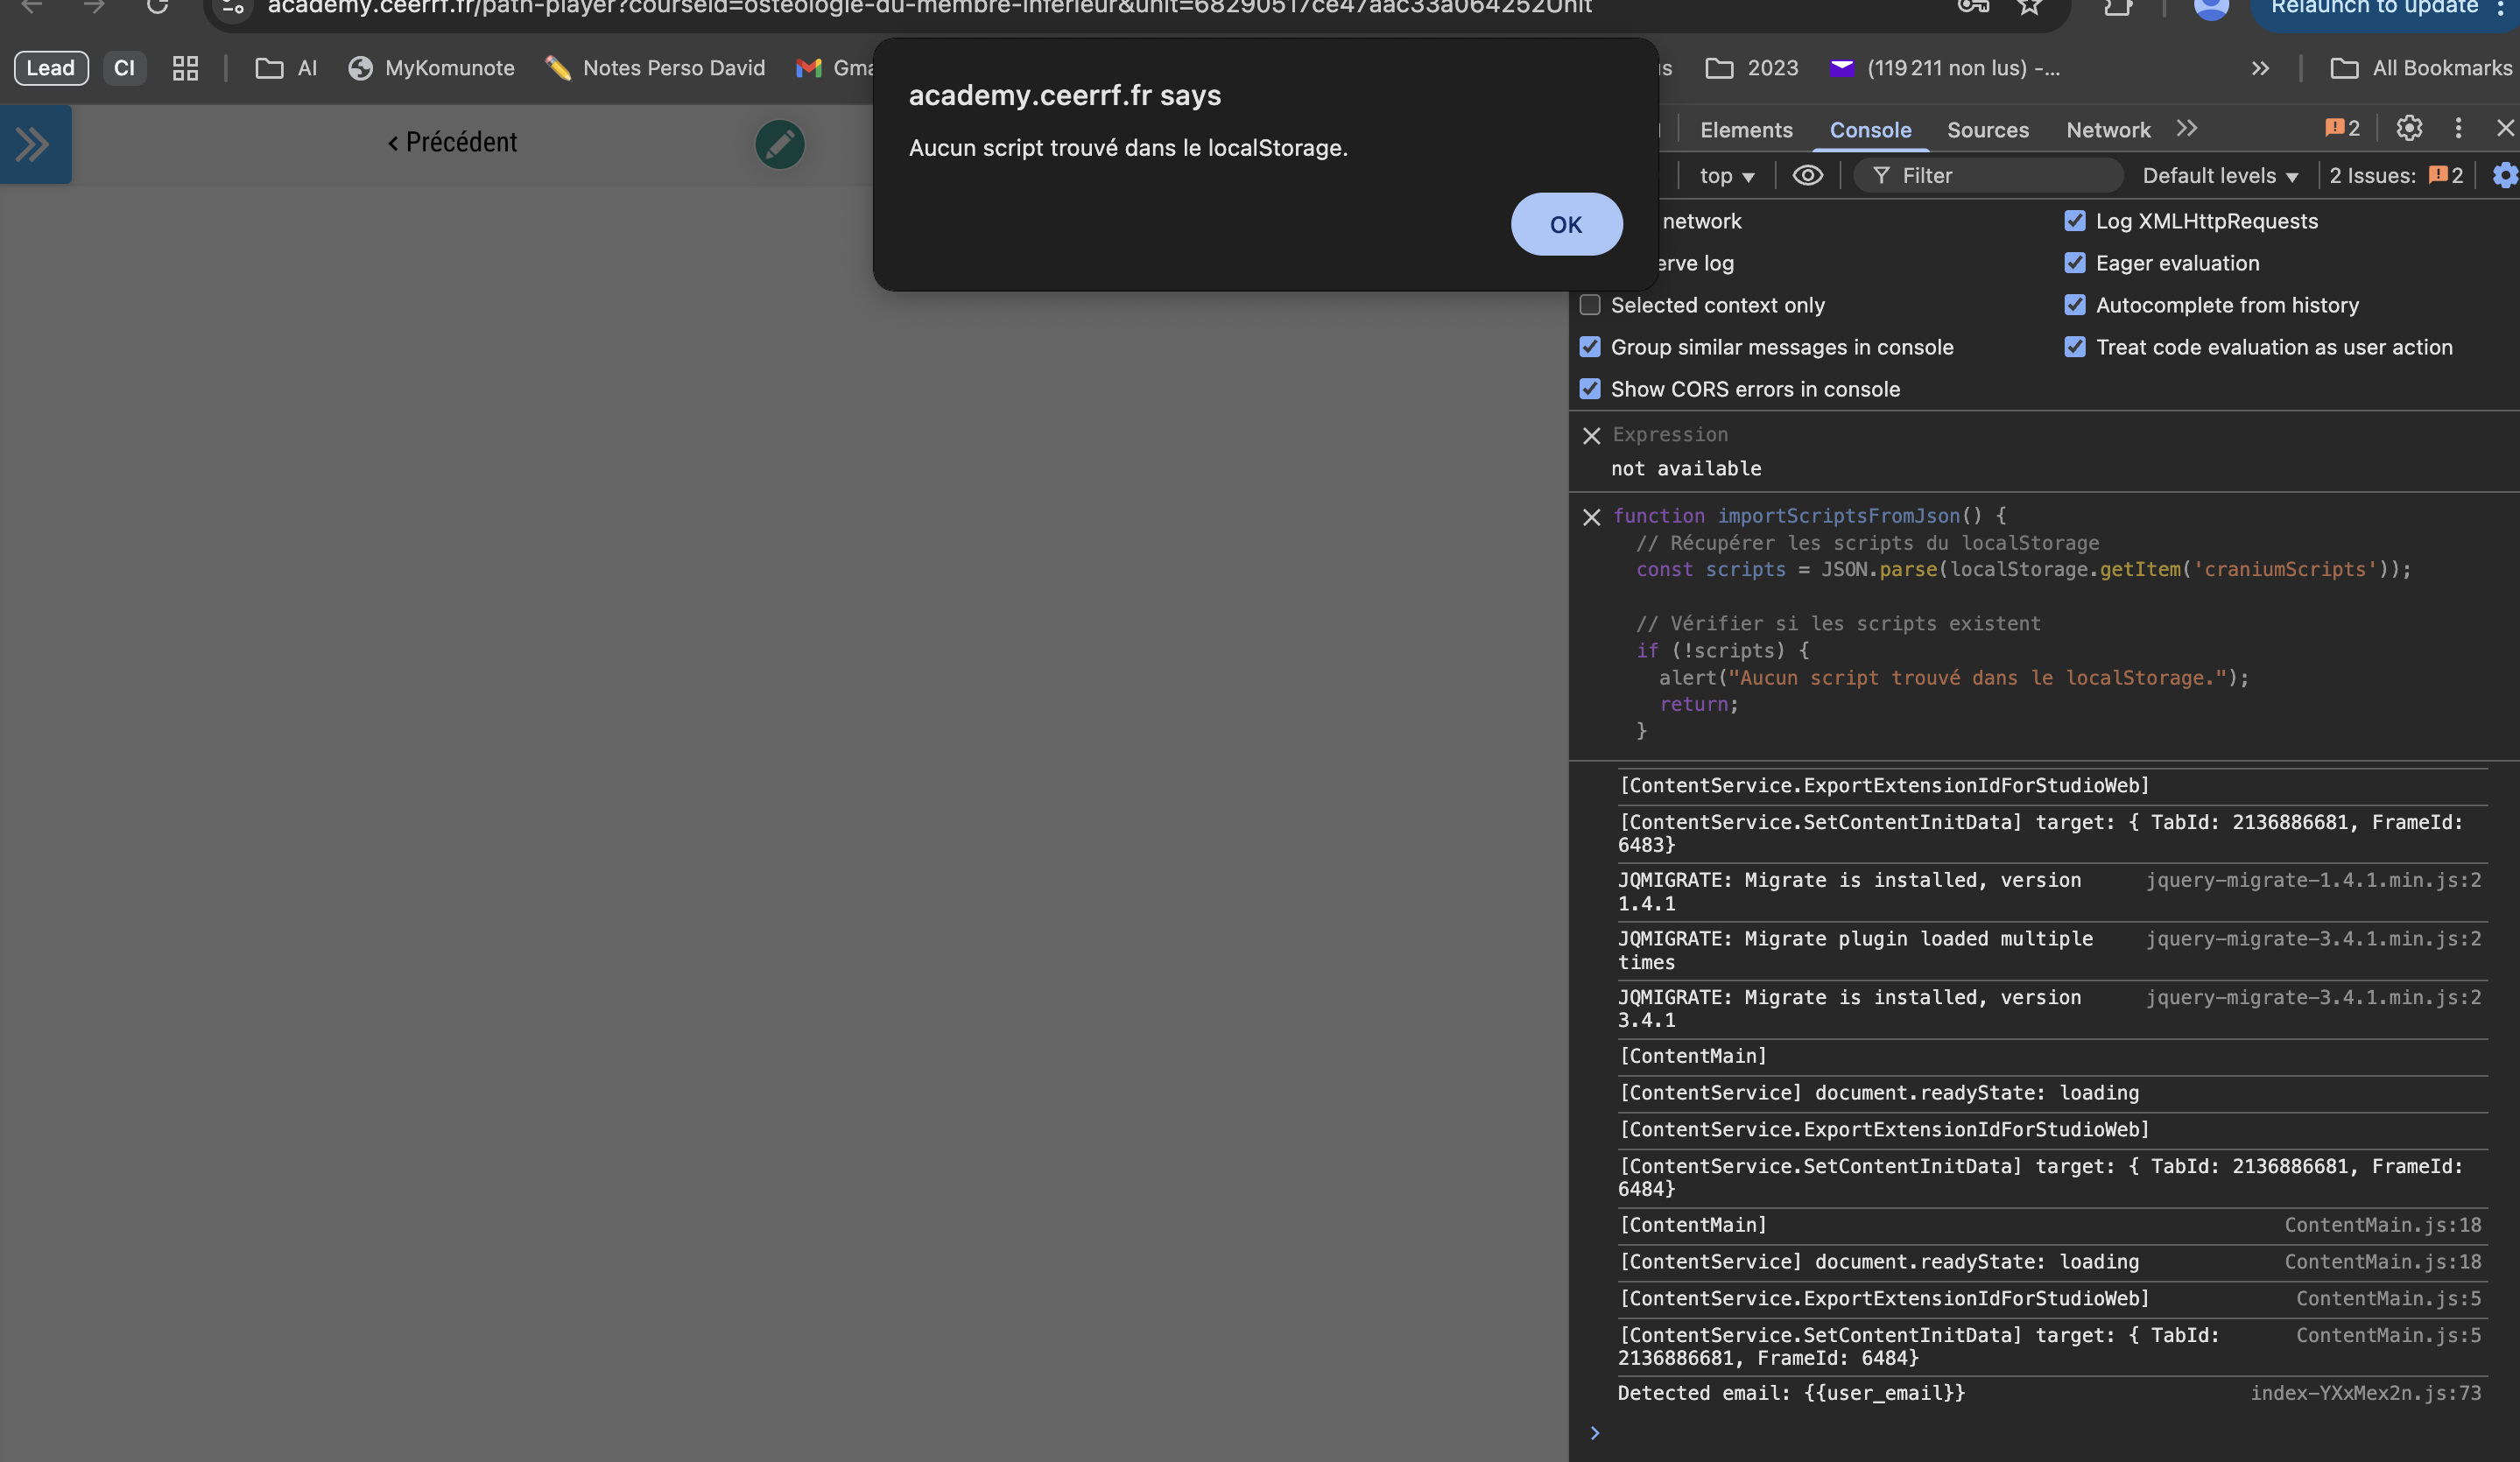 academy.ceerrf.fr/path-player?courseid=osteologie-du-membre-inferieur&unit=68290517ce47aac33a064252Unit
Relaunch to update
Lead
CI
AI
MyKomunote
Notes Perso David
Gma
2023
(119 211 non lus) -...
All Bookmarks
academy.ceerrf.fr says
Aucun script trouvé dans le localStorage.
OK
‹ Précédent
Elements
Console
Sources
Network
2
top
Filter
Default levels
2 Issues:
2
network
Log XMLHttpRequests
erve log
Eager evaluation
Selected context only
Autocomplete from history
Group similar messages in console
Treat code evaluation as user action
Show CORS errors in console
Expression
not available
function importScriptsFromJson() {
// Récupérer les scripts du localStorage
const scripts = JSON.parse(localStorage.getItem('craniumScripts'));
// Vérifier si les scripts existent
if (!scripts) {
alert("Aucun script trouvé dans le localStorage.");
return;
}
[ContentService.ExportExtensionIdForStudioWeb]
[ContentService.SetContentInitData] target: { TabId: 2136886681, FrameId:
6483}
JQMIGRATE: Migrate is installed, version jquery-migrate-1.4.1.min.js:2
1.4.1
JQMIGRATE: Migrate plugin loaded multiple jquery-migrate-3.4.1.min.js:2
times
JQMIGRATE: Migrate is installed, version jquery-migrate-3.4.1.min.js:2
3.4.1
[ContentMain]
[ContentService] document.readyState: loading
[ContentService.ExportExtensionIdForStudioWeb]
[ContentService.SetContentInitData] target: { TabId: 2136886681, FrameId:
6484}
[ContentMain] ContentMain.js:18
[ContentService] document.readyState: loading ContentMain.js:18
[ContentService.ExportExtensionIdForStudioWeb] ContentMain.js:5
[ContentService.SetContentInitData] target: { TabId: ContentMain.js:5
2136886681, FrameId: 6484}
Detected email: {{user_email}} index-YXxMex2n.js:73